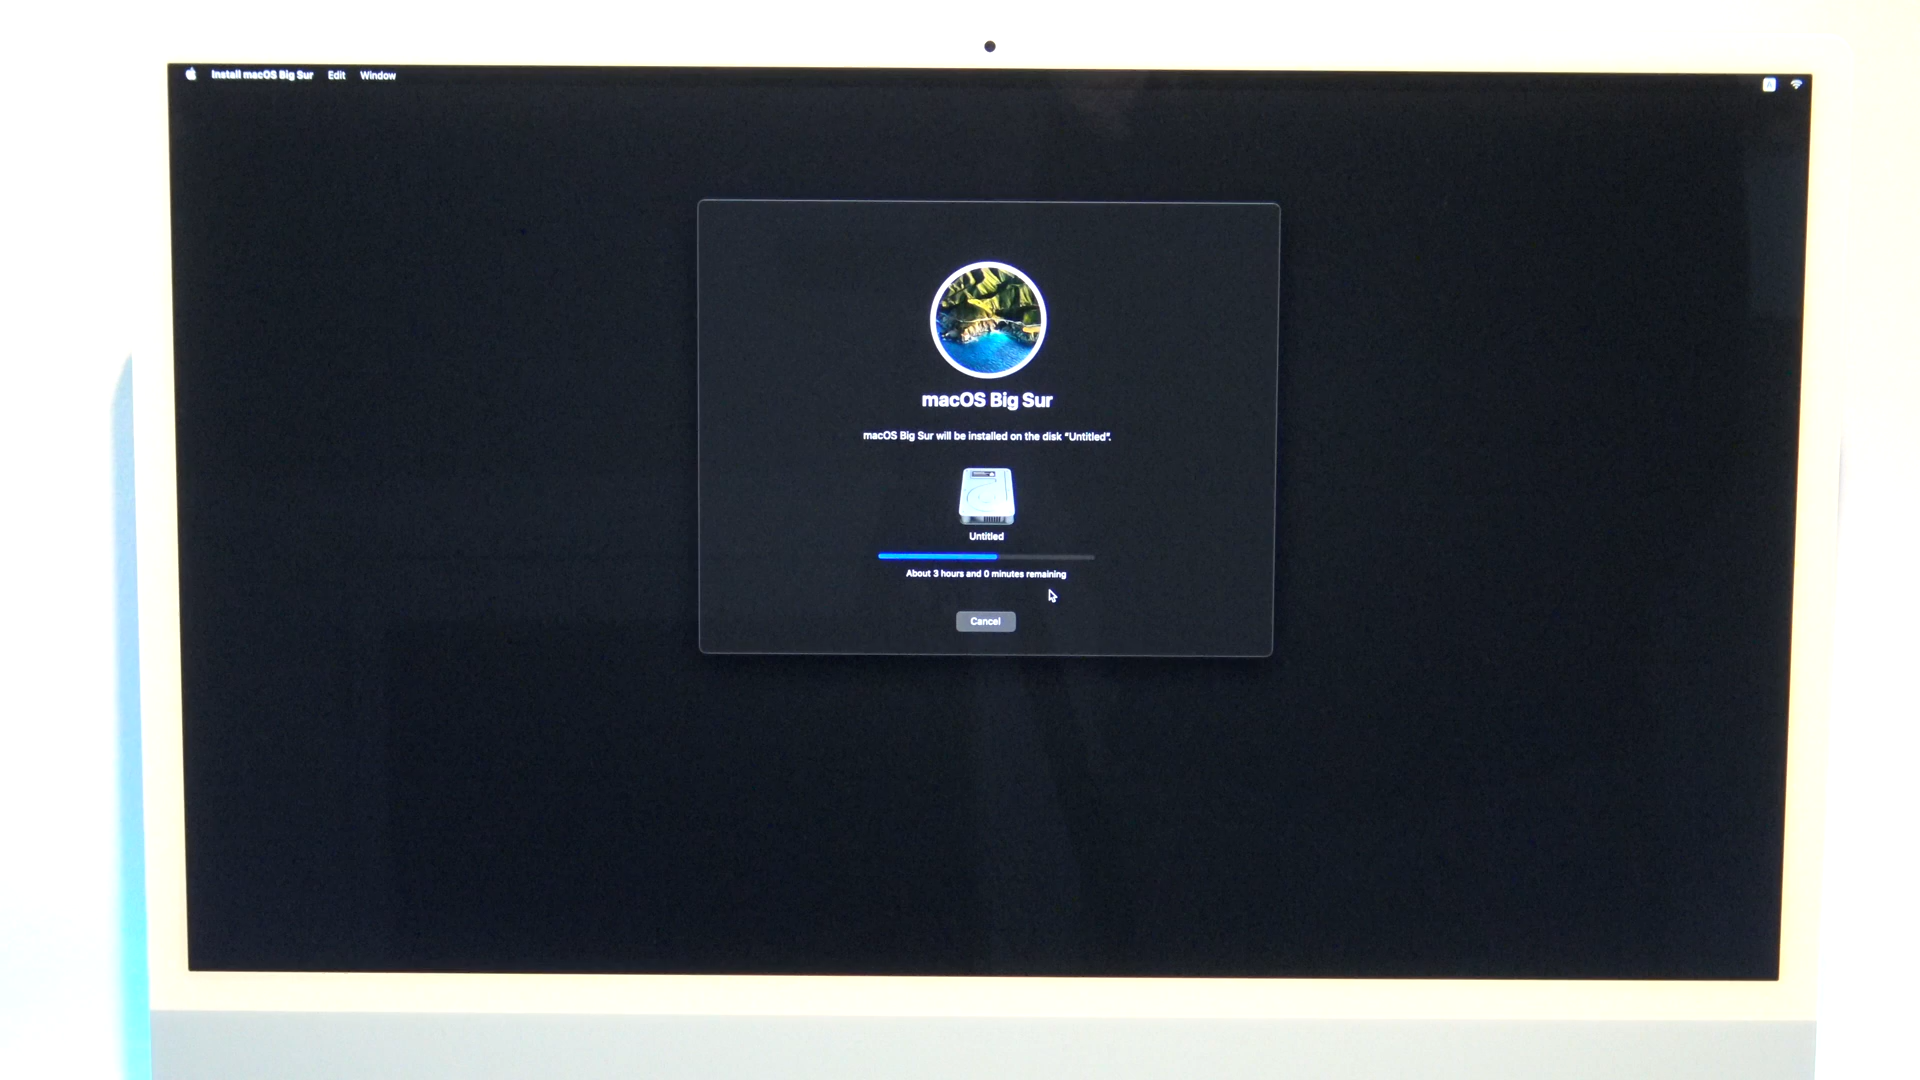 Install macOS Big Sur Edit Window
macOS Big Sur
macOS Big Sur will be installed on the disk “Untitled”.
Untitled
About 3 hours and 0 minutes remaining
Cancel